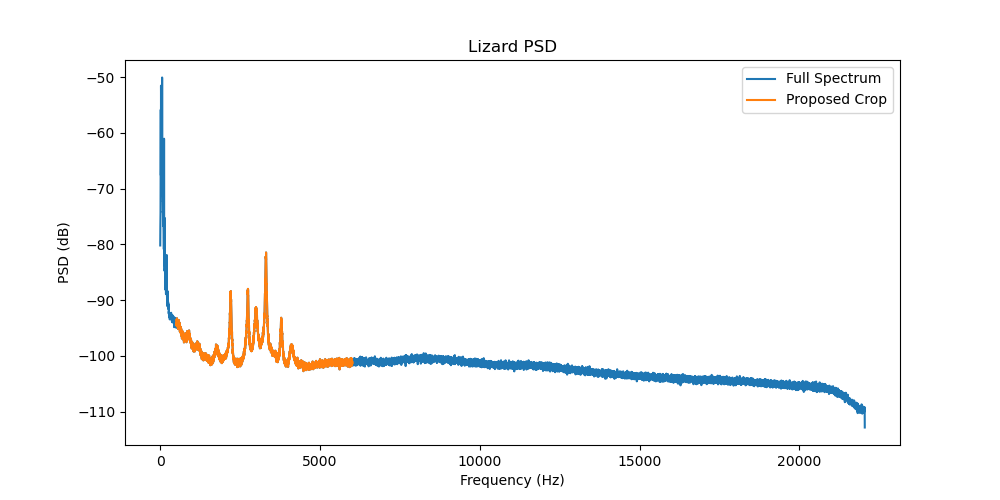 Lizard PSD
Full Spectrum
Proposed Crop
−50
−60
−70
−80
−90
−100
−110
PSD (dB)
0
5000
10000
15000
20000
Frequency (Hz)